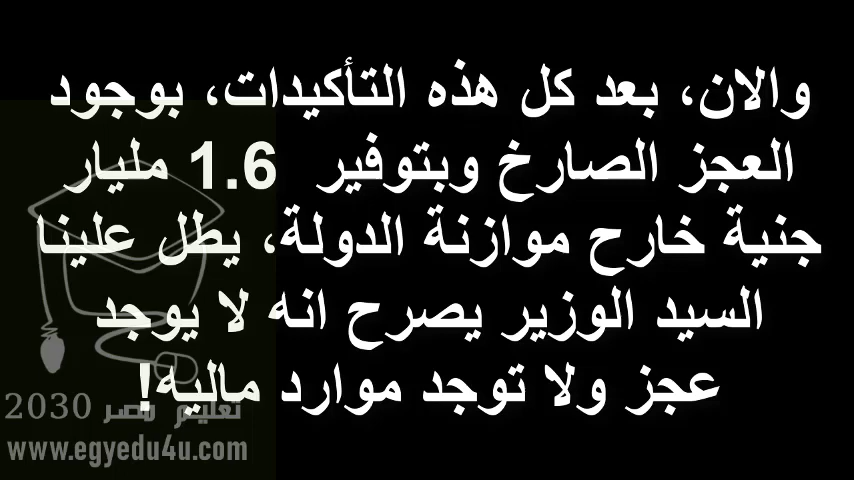 والان، بعد كل هذه التأكيدات، بوجود
العجز الصارخ وبتوفير 1.6 مليار
جنية خارح موازنة الدولة، يطل علينا
السيد الوزير يصرح انه لا يوجد
عجز ولا توجد موارد ماليه!
تعليم مصر 2030
www.egyedu4u.com